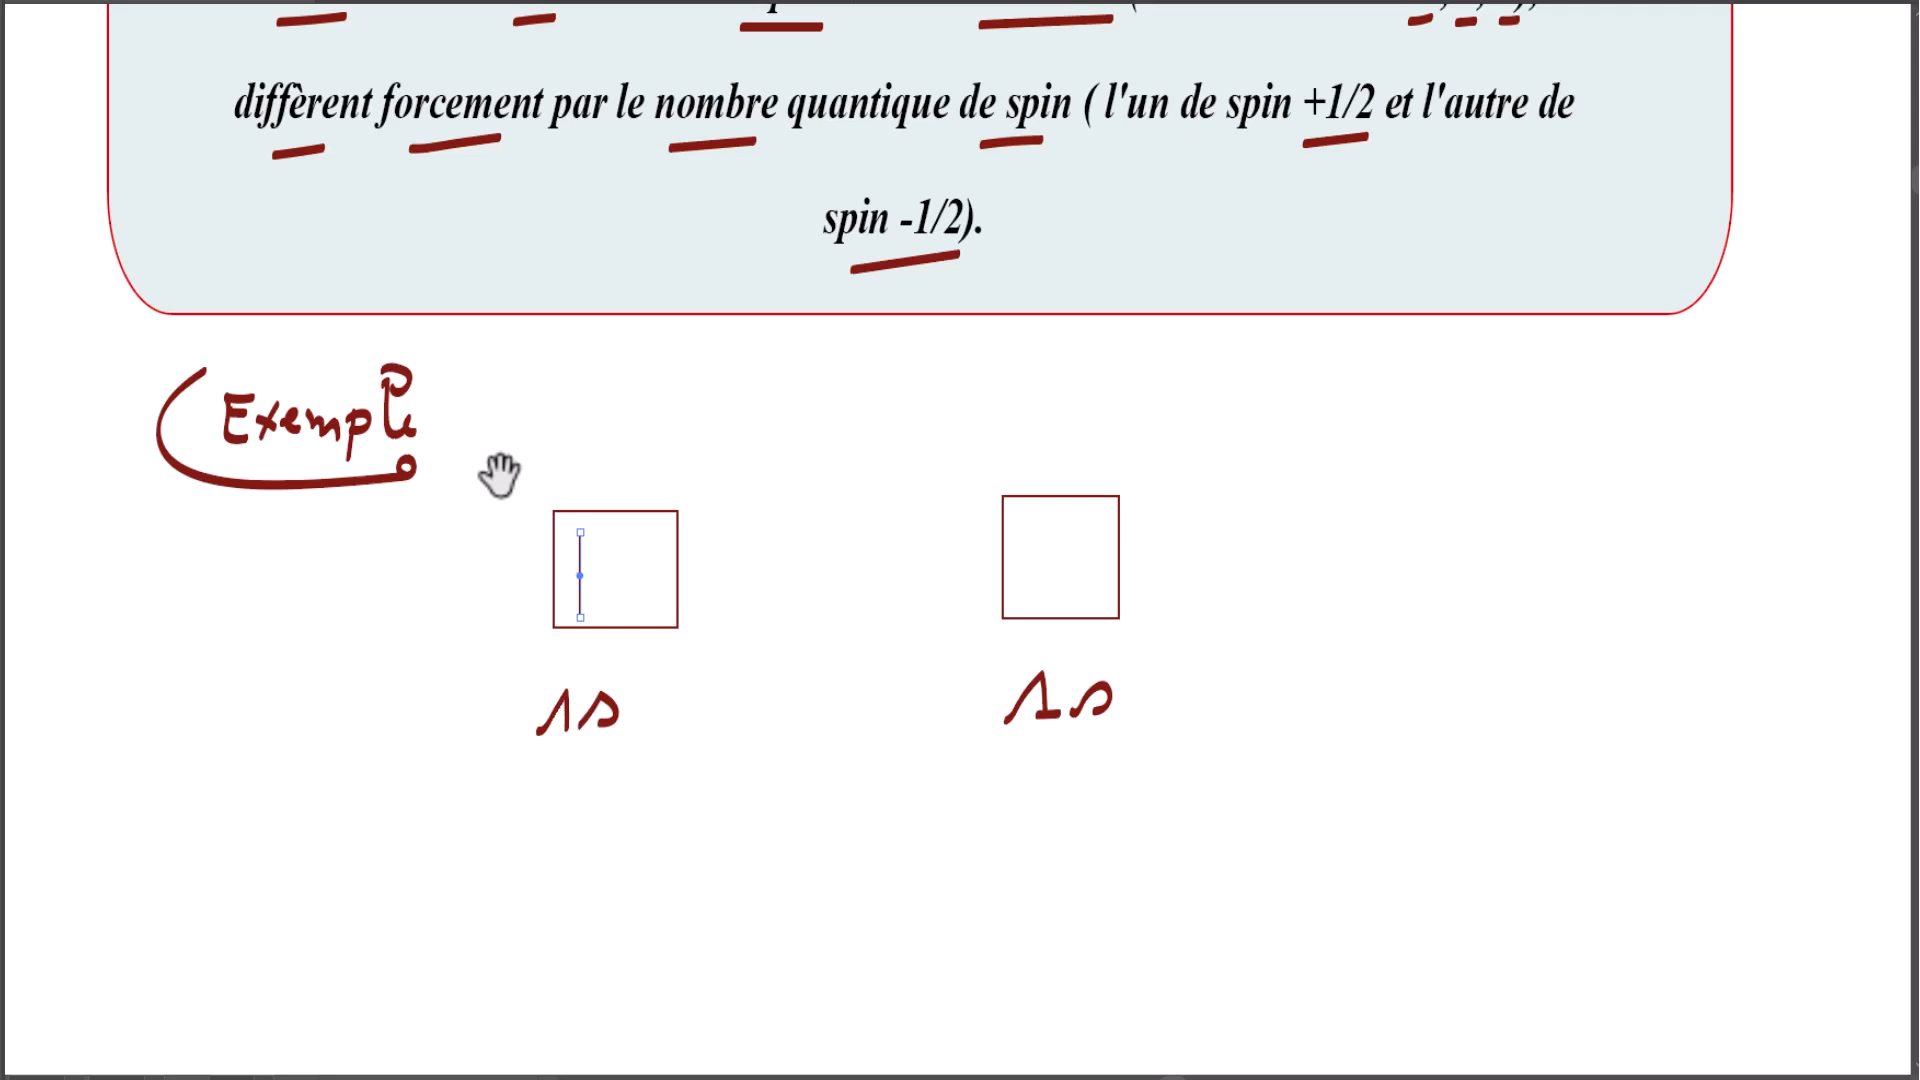 diffèrent forcement par le nombre quantique de spin ( l'un de spin +1/2 et l'autre de
spin -1/2).
Exemple
1s
1s